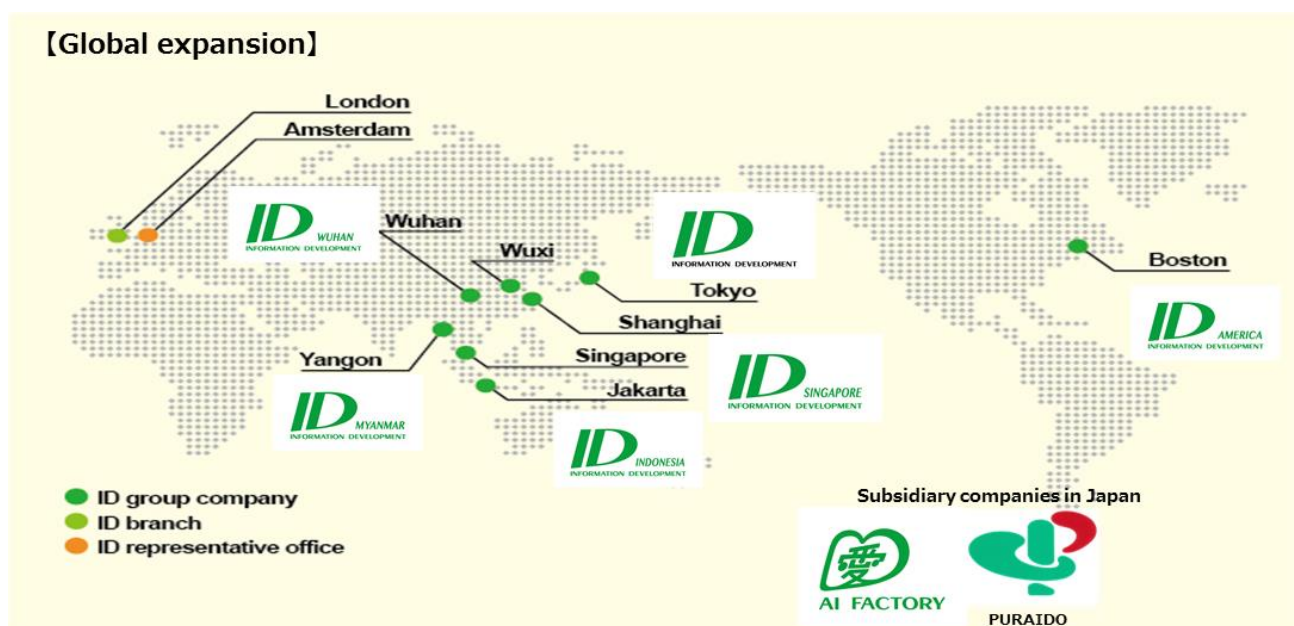 【Global expansion】
London
Amsterdam
ID WUHAN
INFORMATION DEVELOPMENT
Wuhan
Wuxi
ID
INFORMATION DEVELOPMENT
Tokyo
Shanghai
Boston
ID AMERICA
INFORMATION DEVELOPMENT
Yangon
Singapore
Jakarta
ID SINGAPORE
INFORMATION DEVELOPMENT
ID MYANMAR
INFORMATION DEVELOPMENT
ID INDONESIA
INFORMATION DEVELOPMENT
ID group company
ID branch
ID representative office
Subsidiary companies in Japan
愛
AI FACTORY
PURAIDO